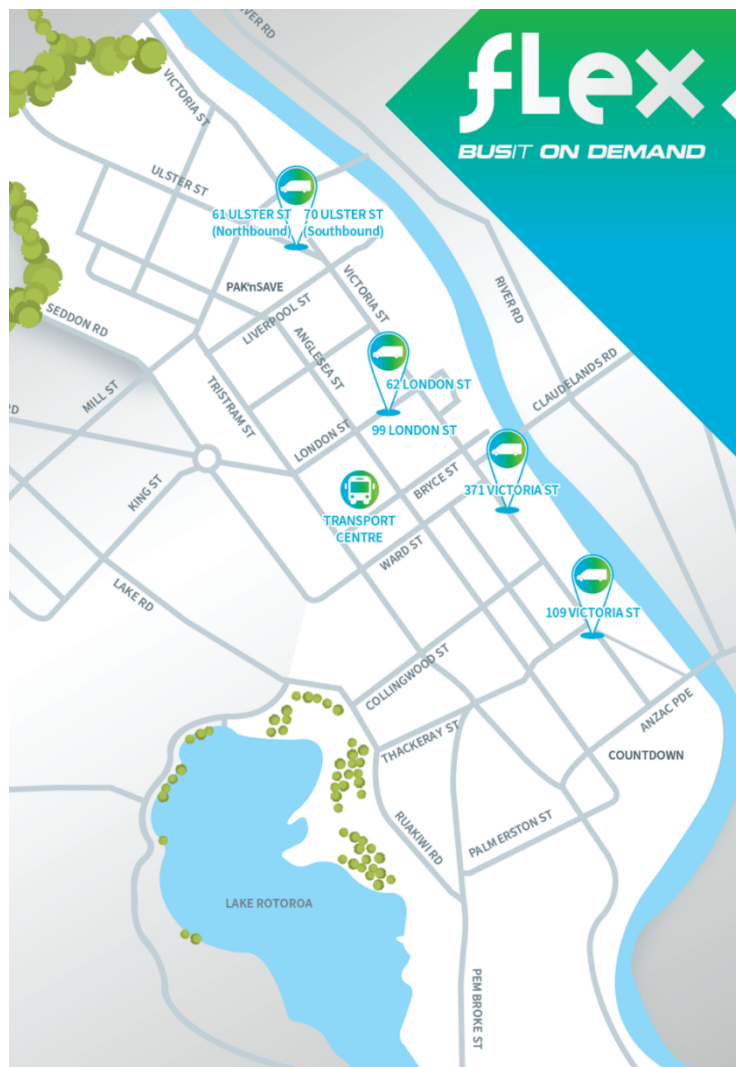 VER RD
flex
BUSIT ON DEMAND
VICTORIA ST
ULSTER ST
61 ULSTER ST
(Northbound)
70 ULSTER ST
(Southbound)
PAK'nSAVE
VICTORIA ST
RIVER RD
LIVERPOOL ST
SEDDON RD
ANGLESEA ST
62 LONDON ST
CLAUDELANDS RD
MILL ST
TRISTRAM ST
D
99 LONDON ST
LONDON ST
BRYCE ST
371 VICTORIA ST
KING ST
TRANSPORT
CENTRE
WARD ST
LAKE RD
109 VICTORIA ST
COLLINGWOOD ST
ANZAC PDE
THACKERAY ST
COUNTDOWN
RUAKIWI RD
PALMERSTON ST
LAKE ROTOROA
PEMBROKE ST